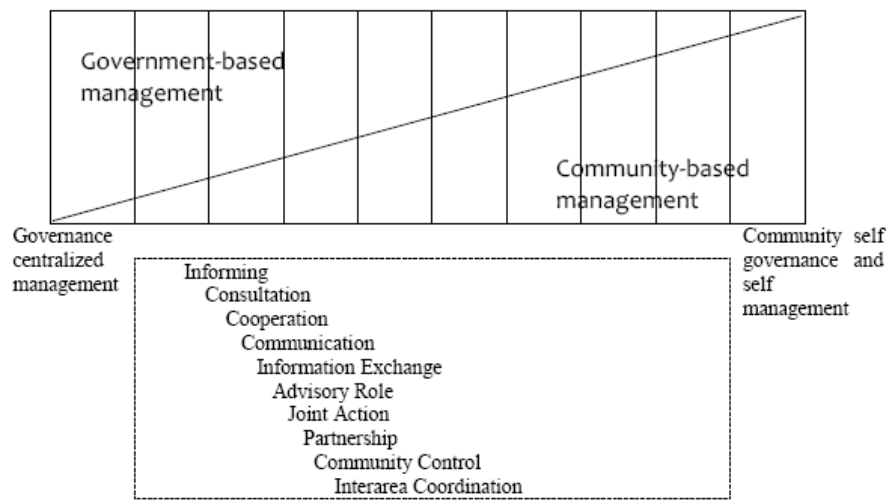 Government-based
management
Community-based
management
Governance
centralized
management
Community self
governance and
self
management
Informing
Consultation
Cooperation
Communication
Information Exchange
Advisory Role
Joint Action
Partnership
Community Control
Interarea Coordination